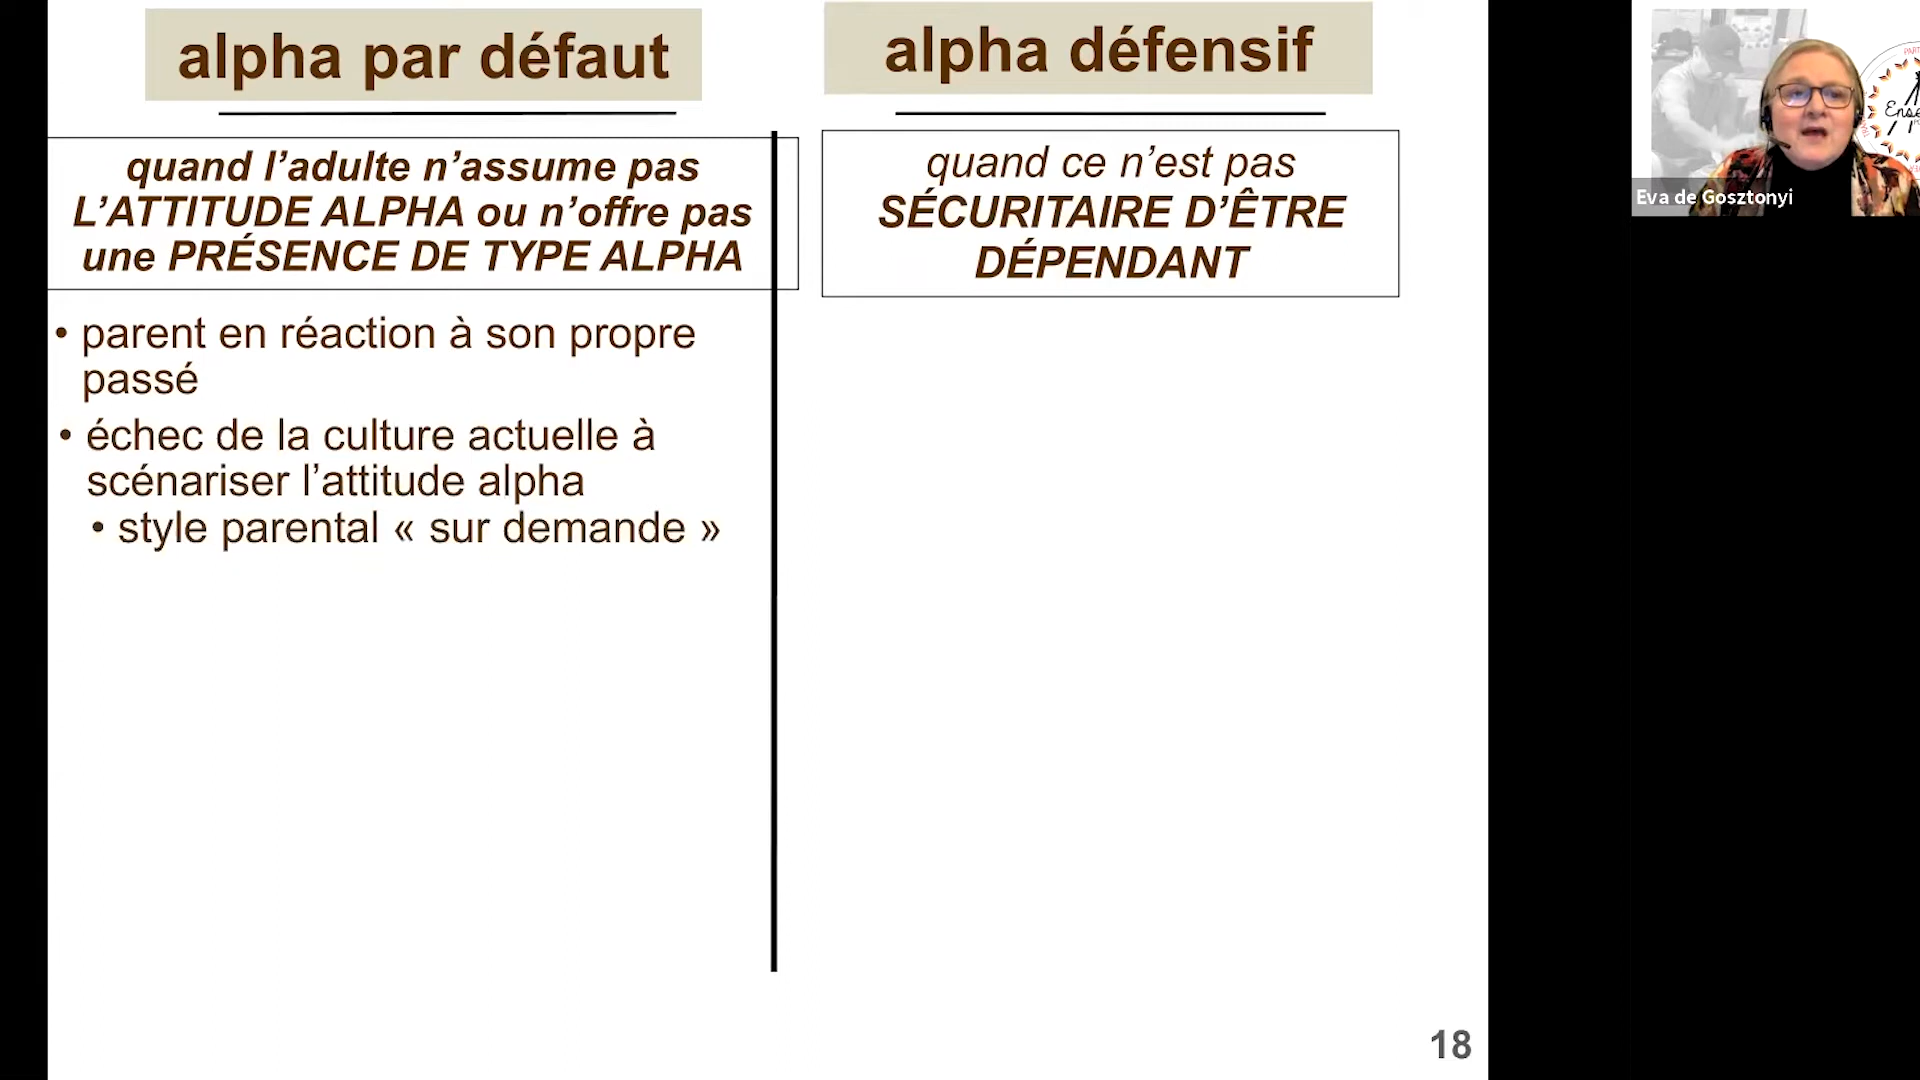 alpha par défaut
quand l’adulte n’assume pas
L’ATTITUDE ALPHA ou n’offre pas
une PRÉSENCE DE TYPE ALPHA
• parent en réaction à son propre
passé
• échec de la culture actuelle à
scénariser l’attitude alpha
• style parental « sur demande »
alpha défensif
quand ce n’est pas
SÉCURITAIRE D’ÊTRE
DÉPENDANT
18
Eva de Gosztonyi